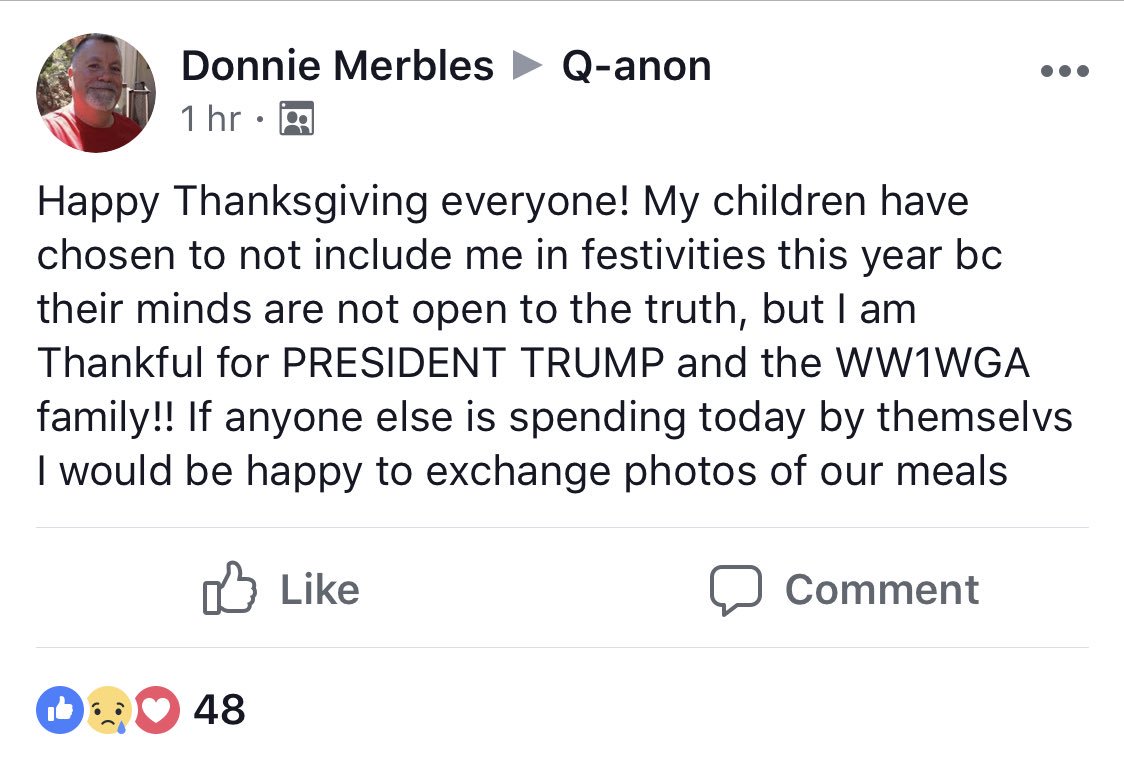 Donnie Merbles ▶ Q-anon
1 hr ·
Happy Thanksgiving everyone! My children have
chosen to not include me in festivities this year bc
their minds are not open to the truth, but I am
Thankful for PRESIDENT TRUMP and the WW1WGA
family!! If anyone else is spending today by themselvs
I would be happy to exchange photos of our meals
Like Comment
48